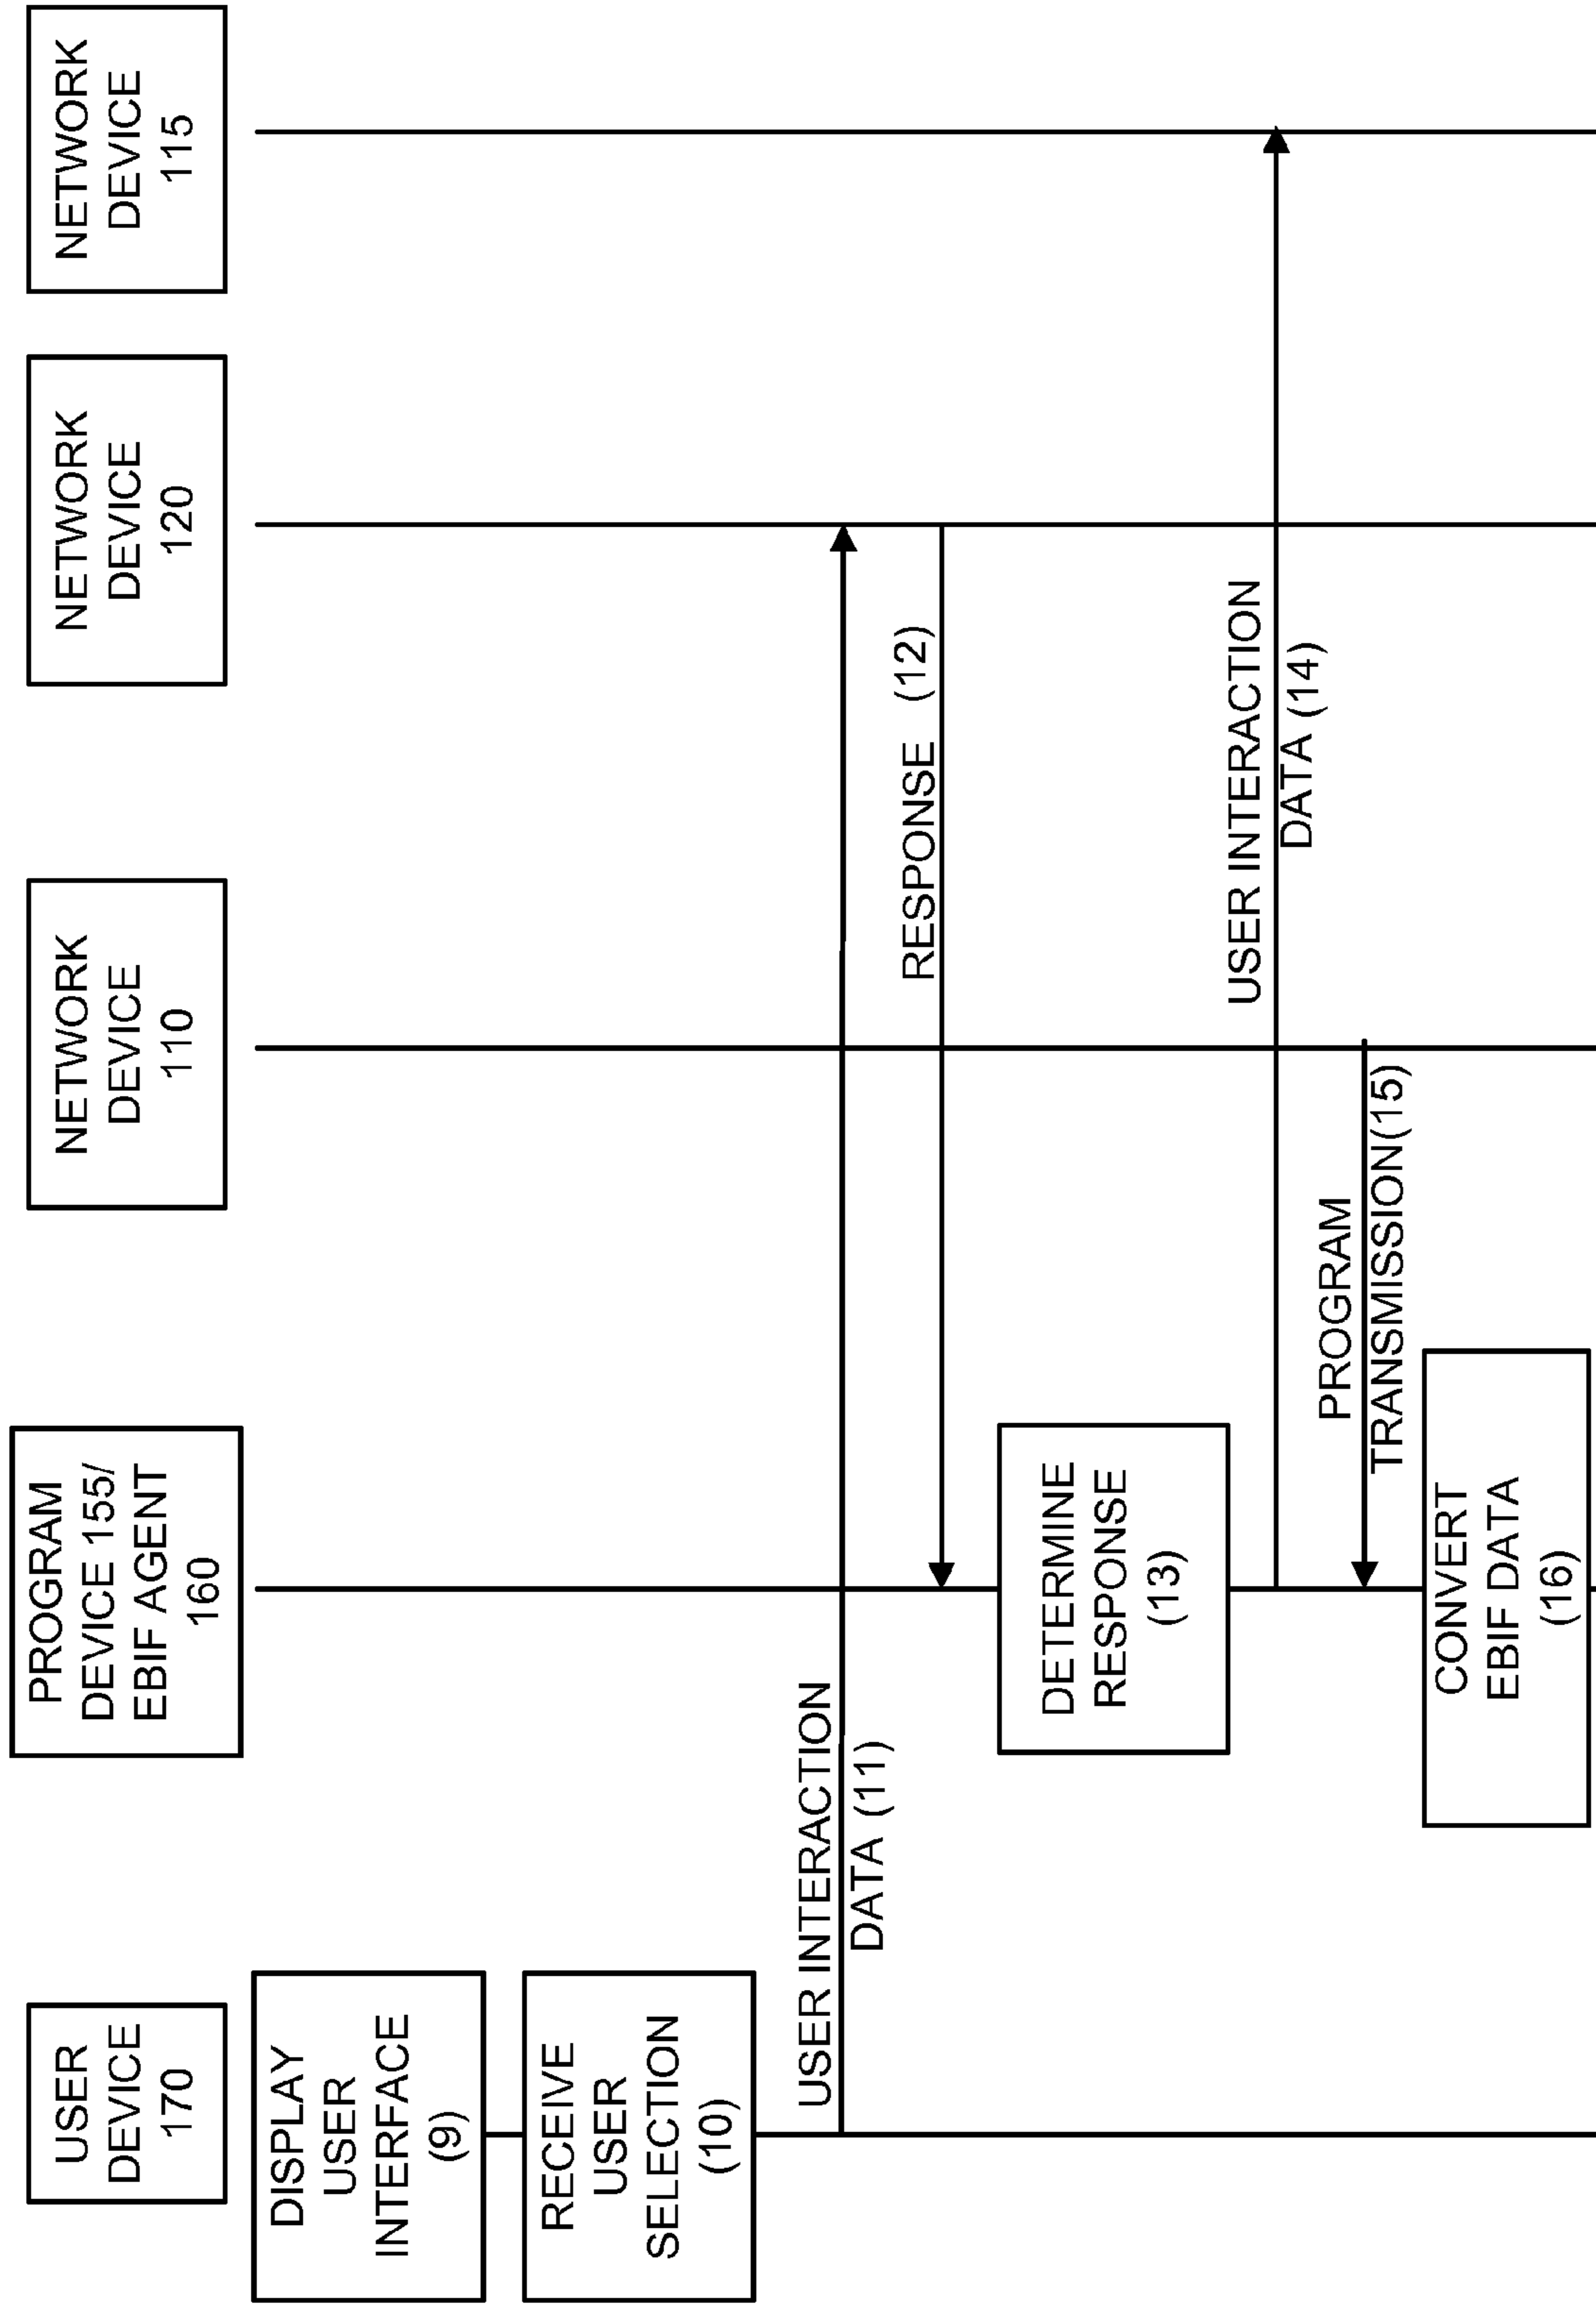 USER
DEVICE
170
PROGRAM
DEVICE 155/
EBIF AGENT
160
NETWORK
DEVICE
110
NETWORK
DEVICE
120
NETWORK
DEVICE
115
DISPLAY
USER
INTERFACE
(9)
RECEIVE
USER
SELECTION
(10)
USER INTERACTION
DATA (11)
RESPONSE (12)
DETERMINE
RESPONSE
(13)
USER INTERACTION
DATA (14)
PROGRAM
TRANSMISSION(15)
CONVERT
EBIF DATA
(16)